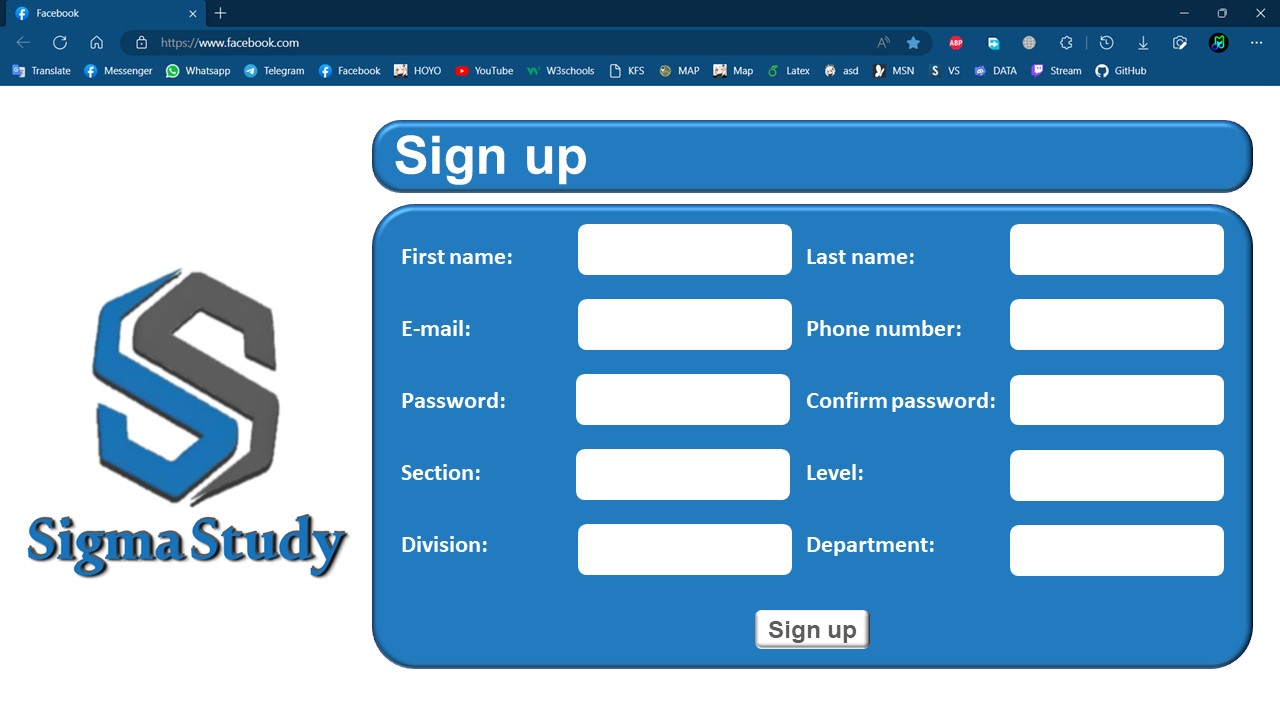 Facebook
https://www.facebook.com
ABP
Translate Messenger Whatsapp Telegram Facebook HOYO YouTube W3schools KFS MAP Map Latex asd MSN VS DATA Stream GitHub
Sign up
First name: Last name:
E-mail: Phone number:
Password: Confirm password:
Section: Level:
Division: Department:
Sign up
Sigma Study